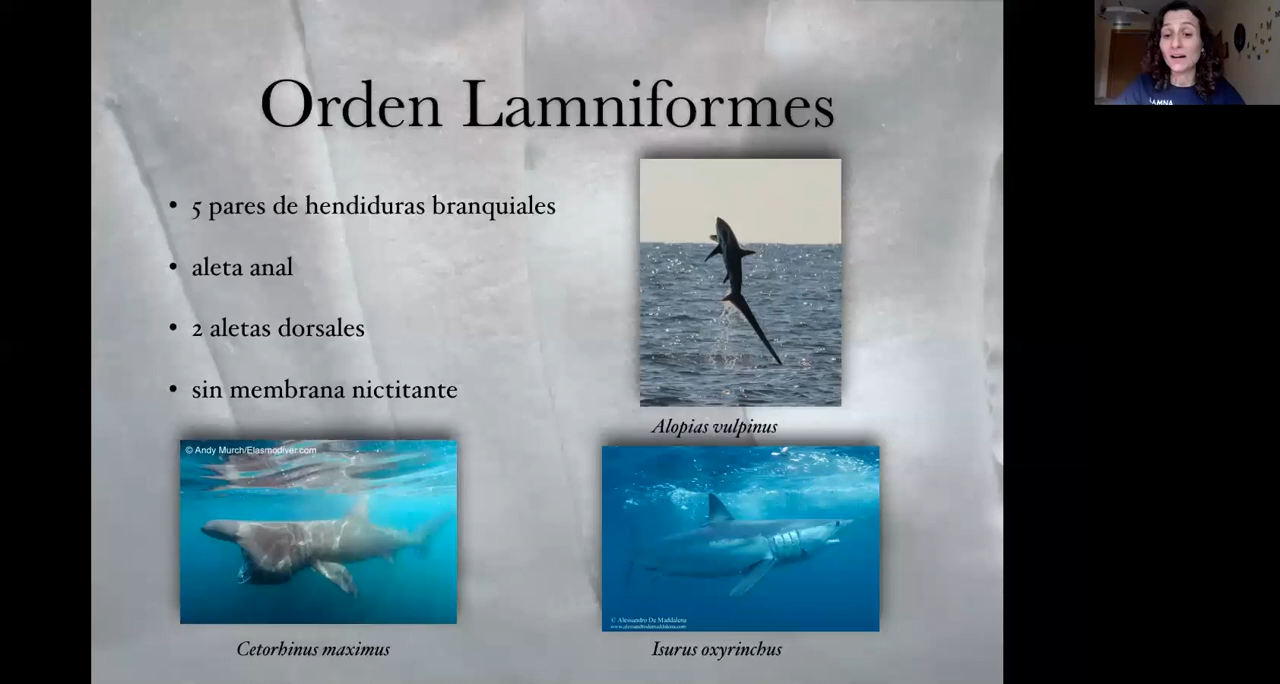 Orden Lamniformes
• 5 pares de hendiduras branquiales
• aleta anal
• 2 aletas dorsales
• sin membrana nictitante
Alopias vulpinus
© Andy Murch/Elasmodiver.com
Cetorhinus maximus
© Alessandro De Maddalena
www.alessandrodemaddalena.com
Isurus oxyrinchus
LAMNA